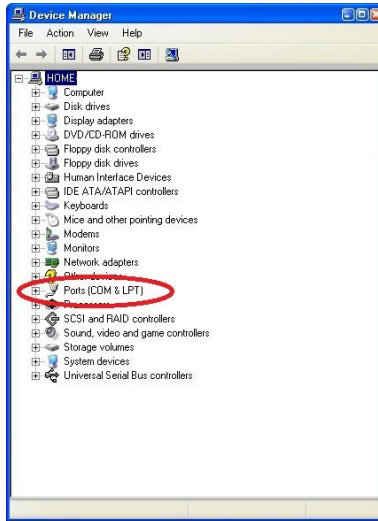 Device Manager
File Action View Help
HOME
Computer
Disk drives
Display adapters
DVD/CD-ROM drives
Floppy disk controllers
Floppy disk drives
Human Interface Devices
IDE ATA/ATAPI controllers
Keyboards
Mice and other pointing devices
Modems
Monitors
Network adapters
Other devices
Ports (COM & LPT)
Processors
SCSI and RAID controllers
Sound, video and game controllers
Storage volumes
System devices
Universal Serial Bus controllers